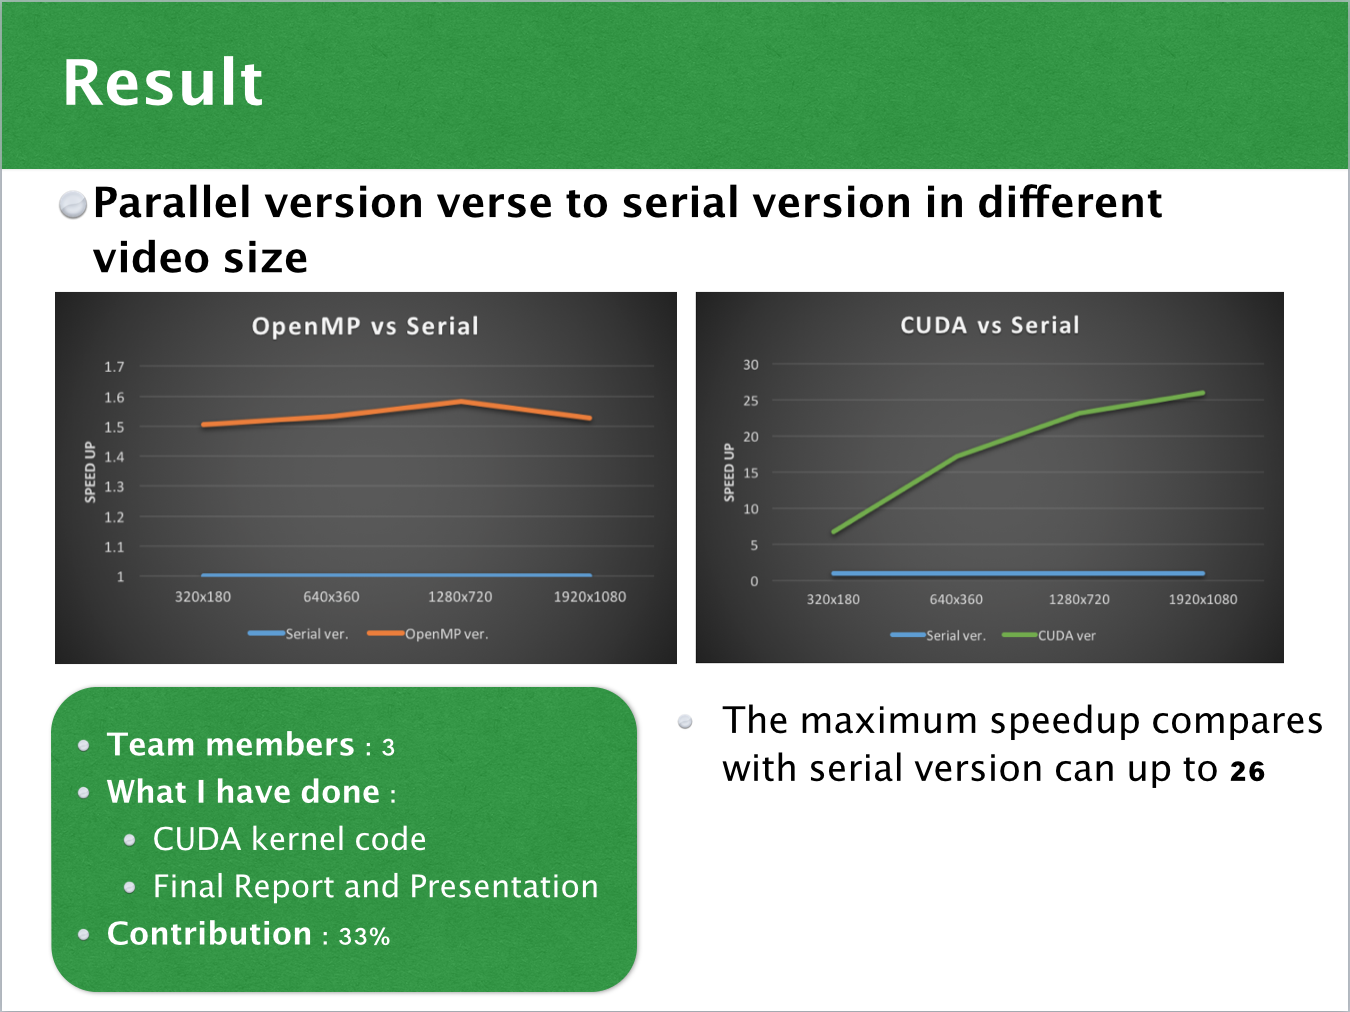 Result
Parallel version verse to serial version in different
video size
OpenMP vs Serial
1.7
1.6
1.5
1.4
1.3
1.2
1.1
1
SPEED UP
320x180 640x360 1280x720 1920x1080
Serial ver. OpenMP ver.
CUDA vs Serial
30
25
20
15
10
5
0
SPEED UP
320x180 640x360 1280x720 1920x1080
Serial ver. CUDA ver
Team members : 3
What I have done :
CUDA kernel code
Final Report and Presentation
Contribution : 33%
The maximum speedup compares
with serial version can up to 26